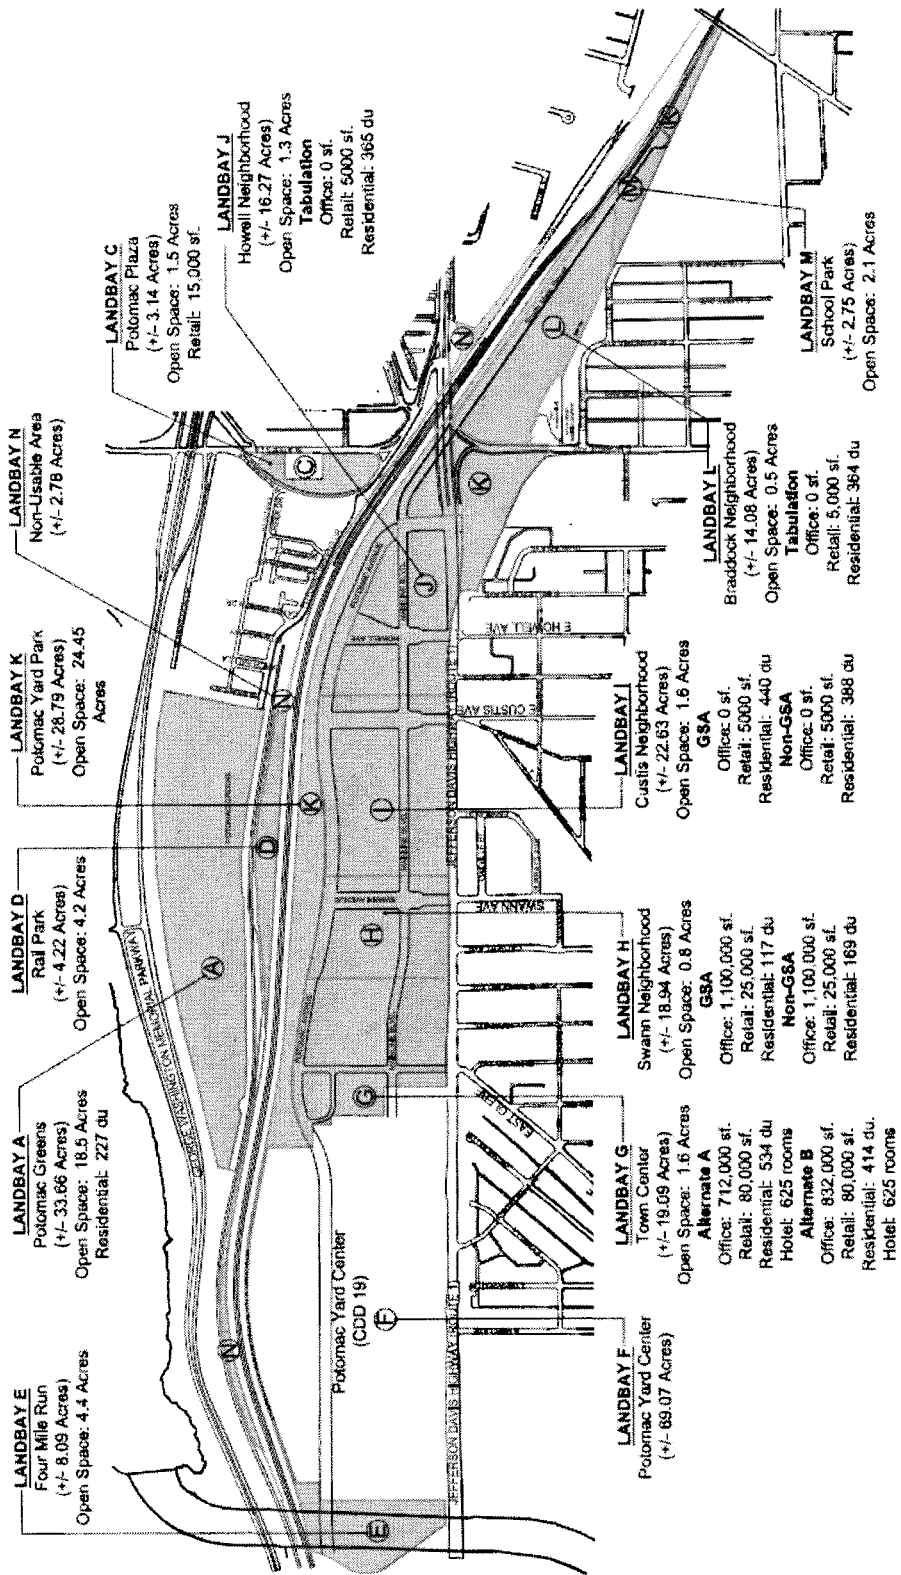 LANDBAY E
Four Mile Run
(+/- 8.09 Acres)
Open Space: 4.4 Acres
LANDBAY A
Potomac Greens
(+/- 33.66 Acres)
Open Space: 18.5 Acres
Residential: 227 du
LANDBAY D
Rail Park
(+/- 4.22 Acres)
Open Space: 4.2 Acres
LANDBAY K
Potomac Yard Park
(+/- 28.79 Acres)
Open Space: 24.45
Acres
LANDBAY N
Non-Usable Area
(+/- 2.78 Acres)
LANDBAY C
Potomac Plaza
(+/- 3.14 Acres)
Open Space: 1.5 Acres
Retail: 15,000 sf.
LANDBAY J
Howell Neighborhood
(+/- 16.27 Acres)
Open Space: 1.3 Acres
Tabulation
Office: 0 sf.
Retail: 5000 sf.
Residential: 365 du
GEORGE WASHINGTON MEMORIAL PARKWAY
A
D
N
N
K
C
N
Potomac Yard Center
(CDD 19)
E
F
G
H
I
J
K
L
M
K
SWANN AVE
E CUSTIS AVE
E HOWELL AVE
EAST GLEBE
JEFFERSON DAVIS HIGHWAY (ROUTE 1)
JEFFERSON DAVIS HIGHWAY (ROUTE 1)
LANDBAY F
Potomac Yard Center
(+/- 69.07 Acres)
LANDBAY G
Town Center
(+/- 19.09 Acres)
Open Space: 1.6 Acres
Alternate A
Office: 712,000 sf.
Retail: 80,000 sf.
Residential: 534 du
Hotel: 625 rooms
Alternate B
Office: 832,000 sf.
Retail: 80,000 sf.
Residential: 414 du.
Hotel: 625 rooms
LANDBAY H
Swann Neighborhood
(+/- 18.94 Acres)
Open Space: 0.8 Acres
GSA
Office: 1,100,000 sf.
Retail: 25,000 sf.
Residential: 117 du
Non-GSA
Office: 1,100,000 sf.
Retail: 25,000 sf.
Residential: 169 du
LANDBAY I
Custis Neighborhood
(+/- 22.63 Acres)
Open Space: 1.6 Acres
GSA
Office: 0 sf.
Retail: 5000 sf.
Residential: 440 du
Non-GSA
Office: 0 sf.
Retail: 5000 sf.
Residential: 388 du
LANDBAY L
Braddock Neighborhood
(+/- 14.08 Acres)
Open Space: 0.5 Acres
Tabulation
Office: 0 sf.
Retail: 5,000 sf.
Residential: 364 du
LANDBAY M
School Park
(+/- 2.75 Acres)
Open Space: 2.1 Acres